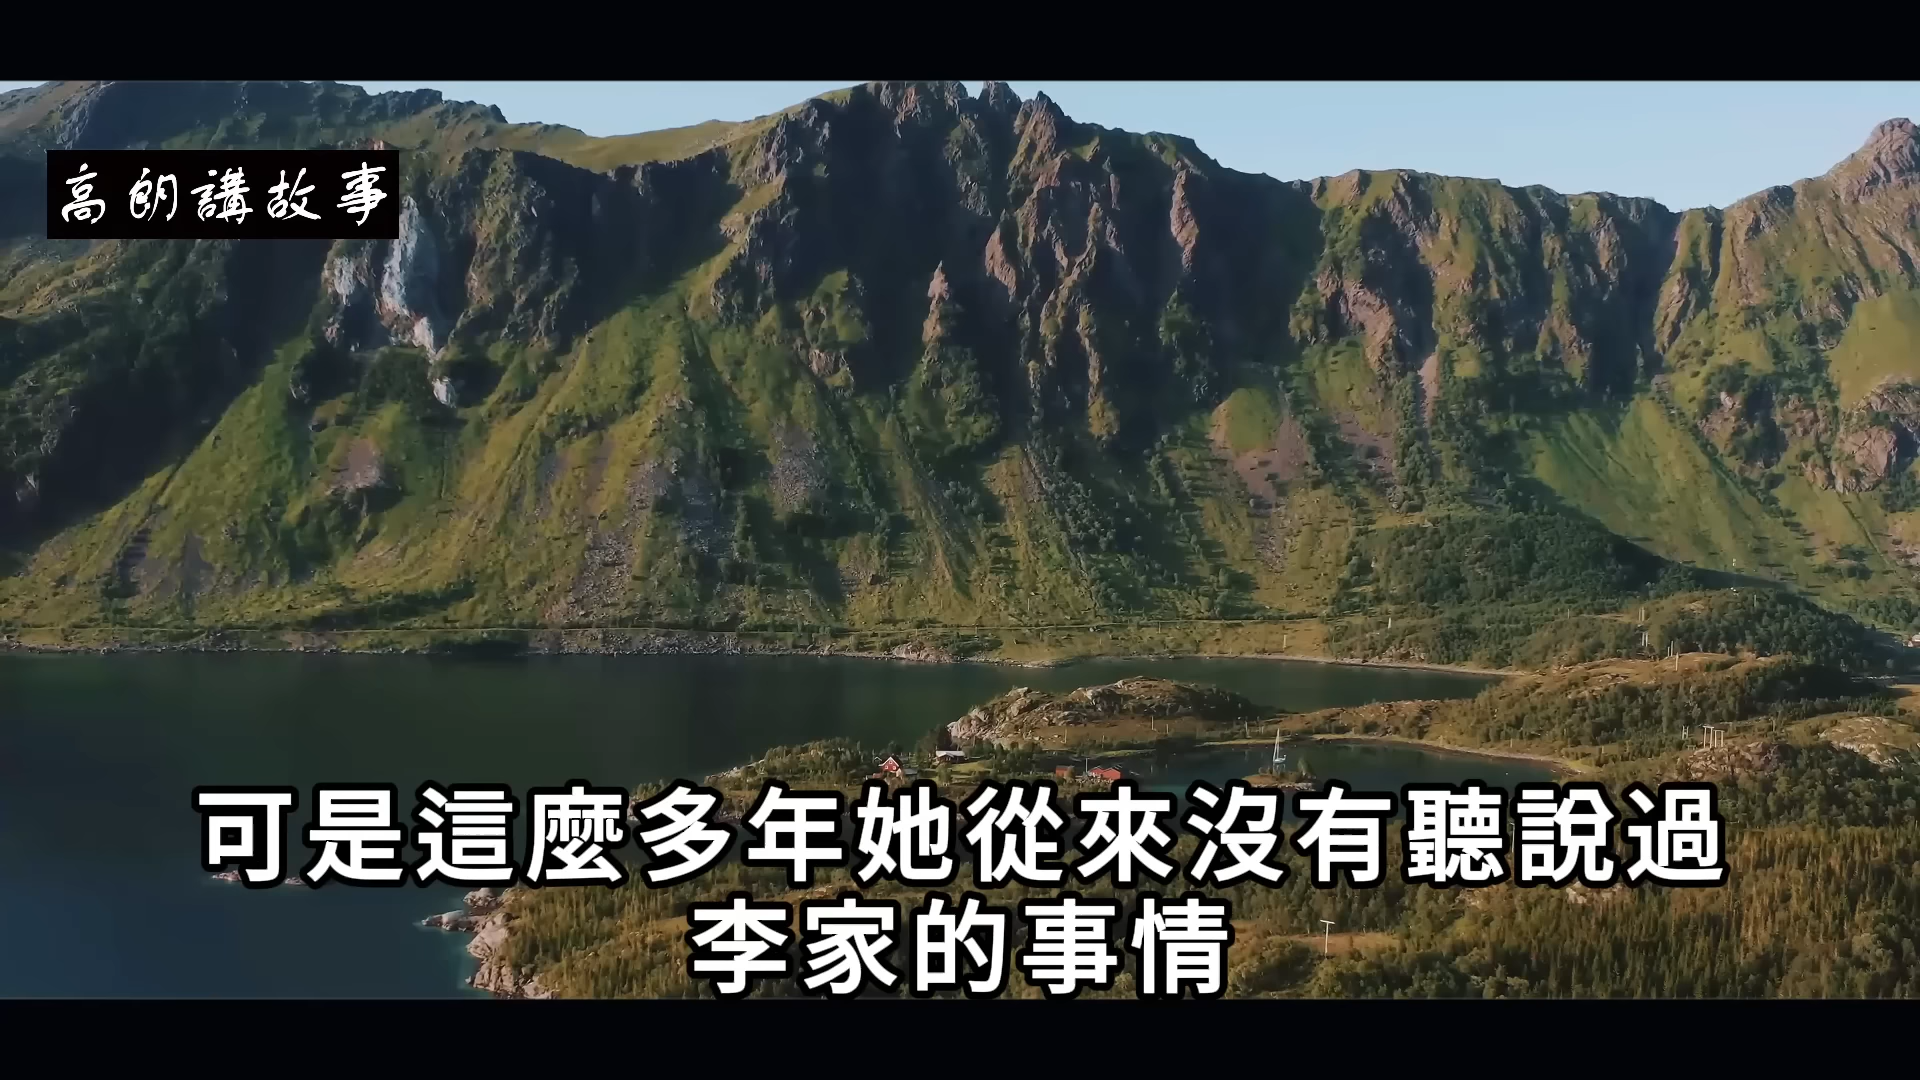 高朗講故事
可是這麼多年她從來沒有聽說過
李家的事情